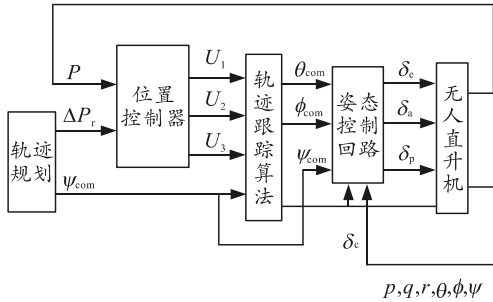 P
ΔP_r
ψ_com
轨迹
规划
位置
控制器
U_1
U_2
U_3
轨迹跟踪算法
θ_com
ϕ_com
ψ_com
姿态
控制
回路
δ_e
δ_a
δ_p
无人直升机
δ_c
p,q,r,θ,ϕ,ψ